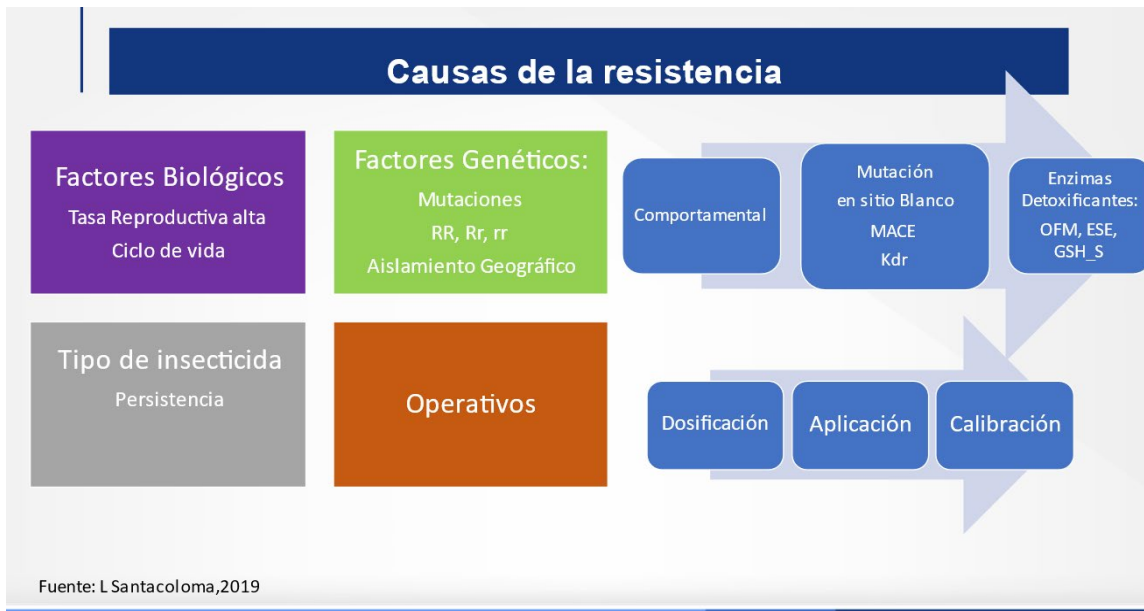 Causas de la resistencia
Factores Biológicos
Tasa Reproductiva alta
Ciclo de vida
Factores Genéticos:
Mutaciones
RR, Rr, rr
Aislamiento Geográfico
Comportamental
Mutación
en sitio Blanco
MACE
Kdr
Enzimas
Detoxificantes:
OFM, ESE,
GSH_S
Tipo de insecticida
Persistencia
Operativos
Dosificación
Aplicación
Calibración
Fuente: L Santacoloma,2019